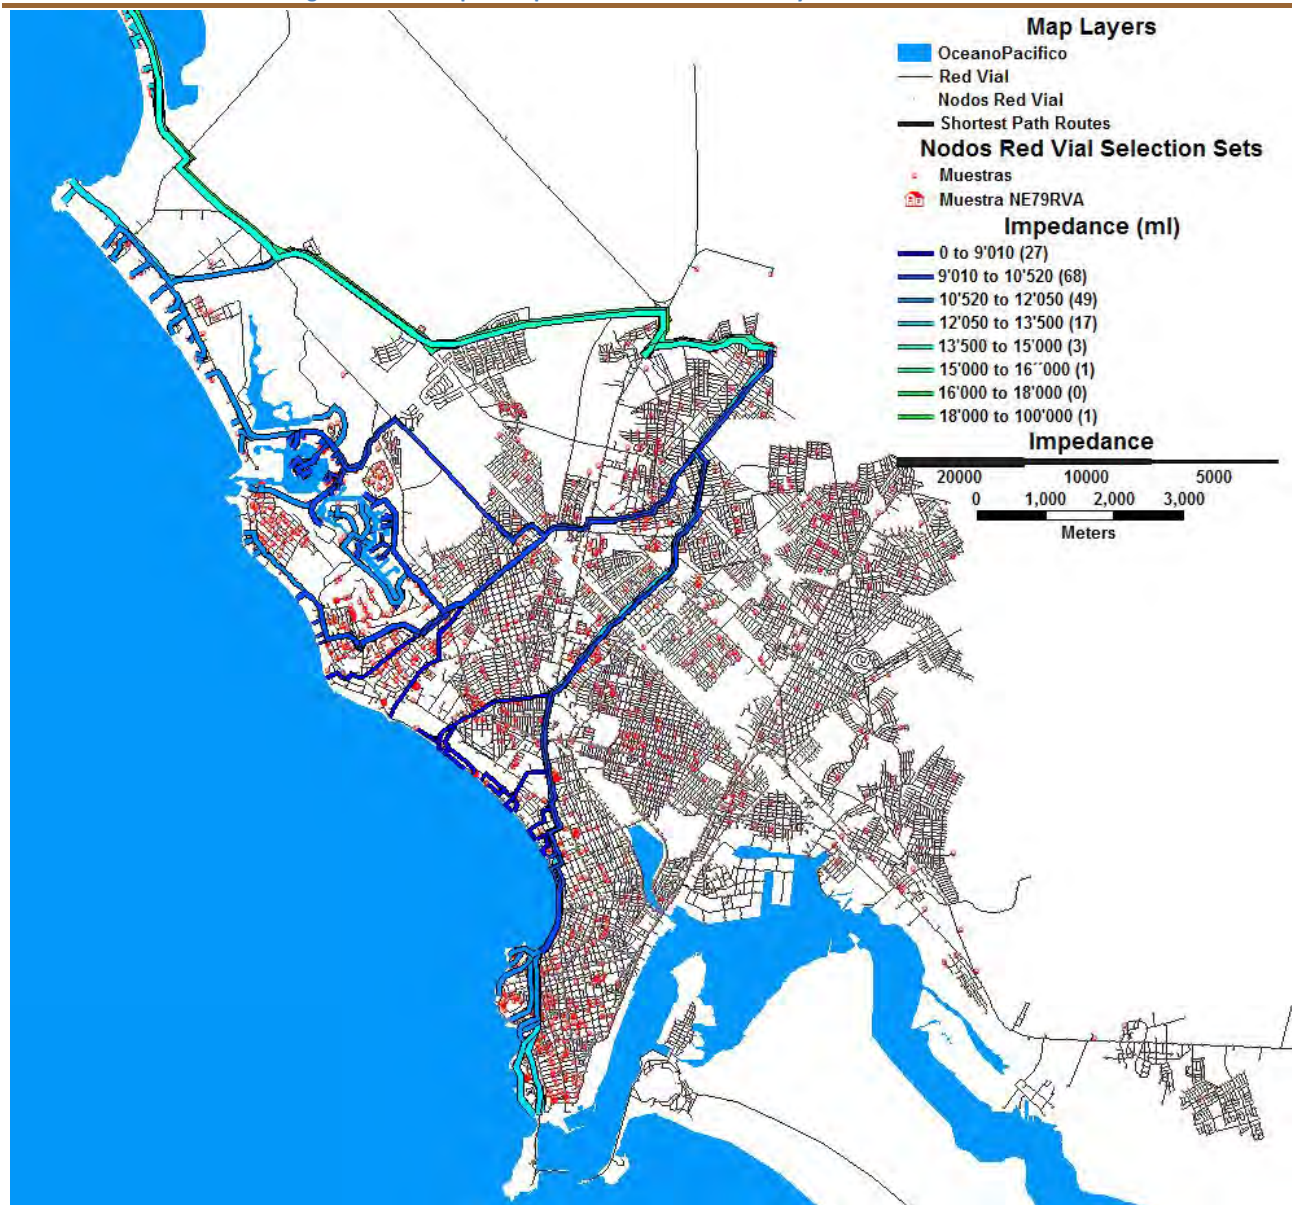 Map Layers
OceanoPacifico
Red Vial
Nodos Red Vial
Shortest Path Routes
Nodos Red Vial Selection Sets
Muestras
Muestra NE79RVA
Impedance (ml)
0 to 9'010 (27)
9'010 to 10'520 (68)
10'520 to 12'050 (49)
12'050 to 13'500 (17)
13'500 to 15'000 (3)
15'000 to 16´´000 (1)
16'000 to 18'000 (0)
18'000 to 100'000 (1)
Impedance
20000 10000 5000
0 1,000 2,000 3,000
Meters